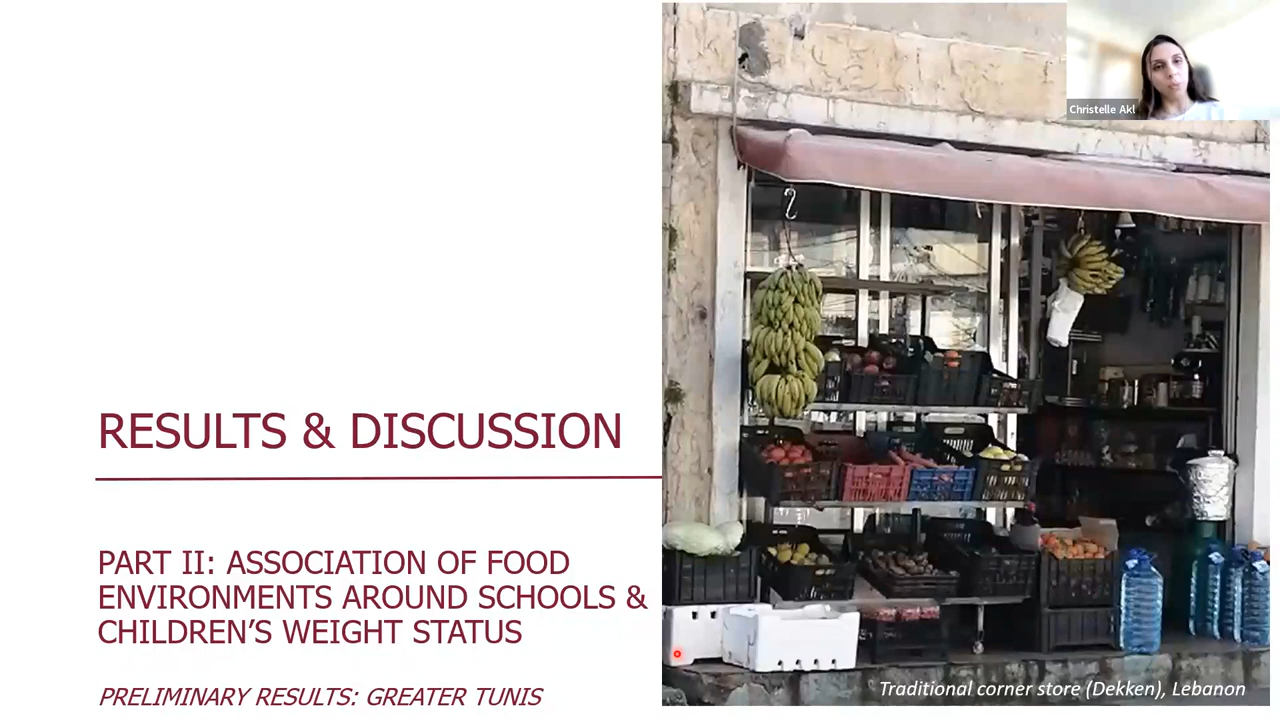 RESULTS & DISCUSSION
PART II: ASSOCIATION OF FOOD
ENVIRONMENTS AROUND SCHOOLS &
CHILDREN'S WEIGHT STATUS
PRELIMINARY RESULTS: GREATER TUNIS
Christelle Akl
Traditional corner store (Dekken), Lebanon